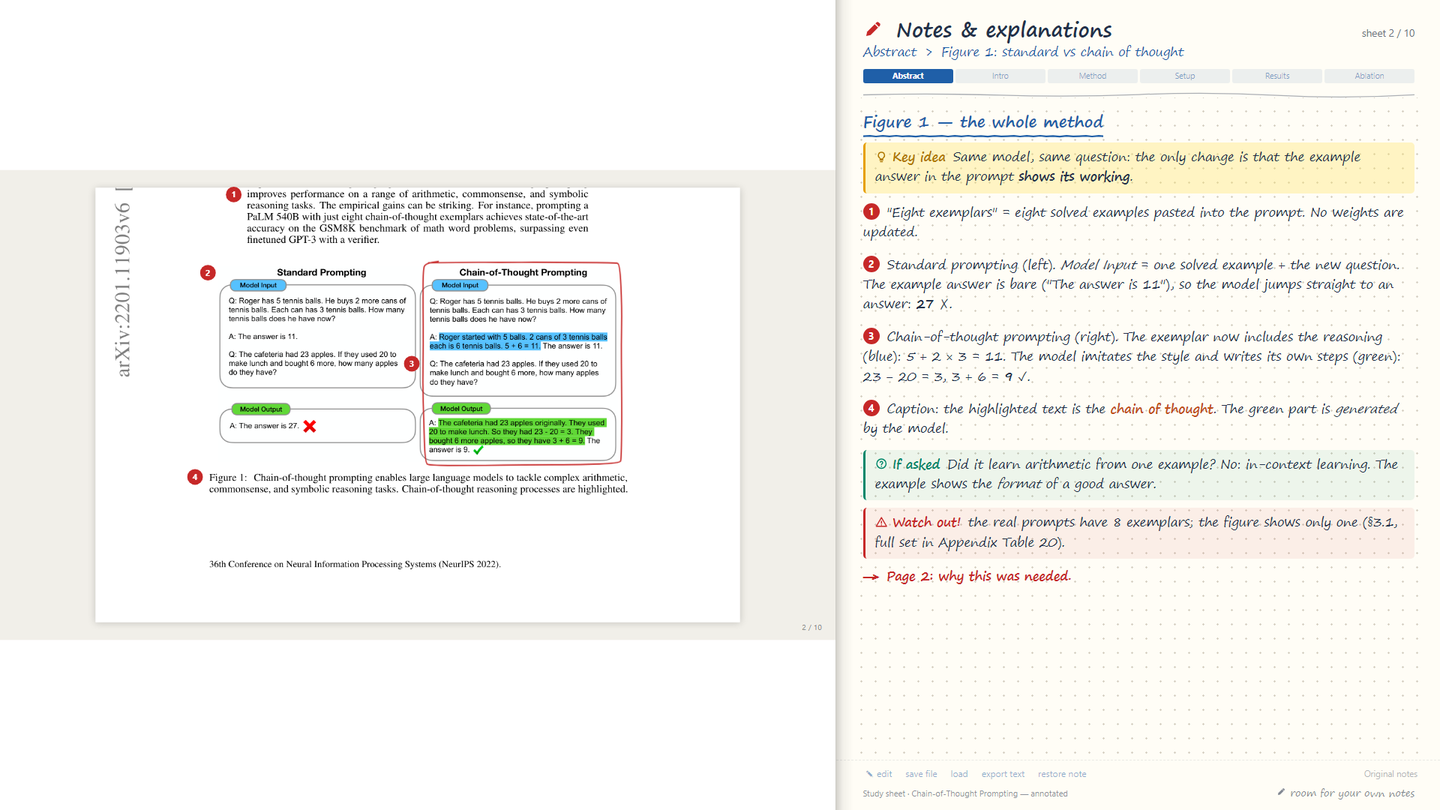 arXiv:2201.11903v6 [
1
improves performance on a range of arithmetic, commonsense, and symbolic
reasoning tasks. The empirical gains can be striking. For instance, prompting a
PaLM 540B with just eight chain-of-thought exemplars achieves state-of-the-art
accuracy on the GSM8K benchmark of math word problems, surpassing even
finetuned GPT-3 with a verifier.
2
Standard Prompting
Model Input
Q: Roger has 5 tennis balls. He buys 2 more cans of
tennis balls. Each can has 3 tennis balls. How many
tennis balls does he have now?
A: The answer is 11.
Q: The cafeteria had 23 apples. If they used 20 to
make lunch and bought 6 more, how many apples
do they have?
Model Output
A: The answer is 27. ❌
3
Chain-of-Thought Prompting
Model Input
Q: Roger has 5 tennis balls. He buys 2 more cans of
tennis balls. Each can has 3 tennis balls. How many
tennis balls does he have now?
A: Roger started with 5 balls. 2 cans of 3 tennis balls
each is 6 tennis balls. 5 + 6 = 11. The answer is 11.
Q: The cafeteria had 23 apples. If they used 20 to
make lunch and bought 6 more, how many apples
do they have?
Model Output
A: The cafeteria had 23 apples originally. They used
20 to make lunch. So they had 23 - 20 = 3. They
bought 6 more apples, so they have 3 + 6 = 9. The
answer is 9. ✔
4
Figure 1: Chain-of-thought prompting enables large language models to tackle complex arithmetic,
commonsense, and symbolic reasoning tasks. Chain-of-thought reasoning processes are highlighted.
36th Conference on Neural Information Processing Systems (NeurIPS 2022).
2 / 10
Notes & explanations
sheet 2 / 10
Abstract > Figure 1: standard vs chain of thought
Abstract Intro Method Setup Results Ablation
Figure 1 — the whole method
Key idea Same model, same question: the only change is that the example
answer in the prompt shows its working.
1 "Eight exemplars" = eight solved examples pasted into the prompt. No weights are
updated.
2 Standard prompting (left). Model Input = one solved example + the new question.
The example answer is bare ("The answer is 11"), so the model jumps straight to an
answer: 27 ✗.
3 Chain-of-thought prompting (right). The exemplar now includes the reasoning
(blue): 5 + 2 × 3 = 11. The model imitates the style and writes its own steps (green):
23 − 20 = 3, 3 + 6 = 9 ✓.
4 Caption: the highlighted text is the chain of thought. The green part is generated
by the model.
If asked Did it learn arithmetic from one example? No: in-context learning. The
example shows the format of a good answer.
Watch out! the real prompts have 8 exemplars; the figure shows only one (§3.1,
full set in Appendix Table 20).
→ Page 2: why this was needed.
edit save file load export text restore note
Original notes
Study sheet · Chain-of-Thought Prompting — annotated
room for your own notes